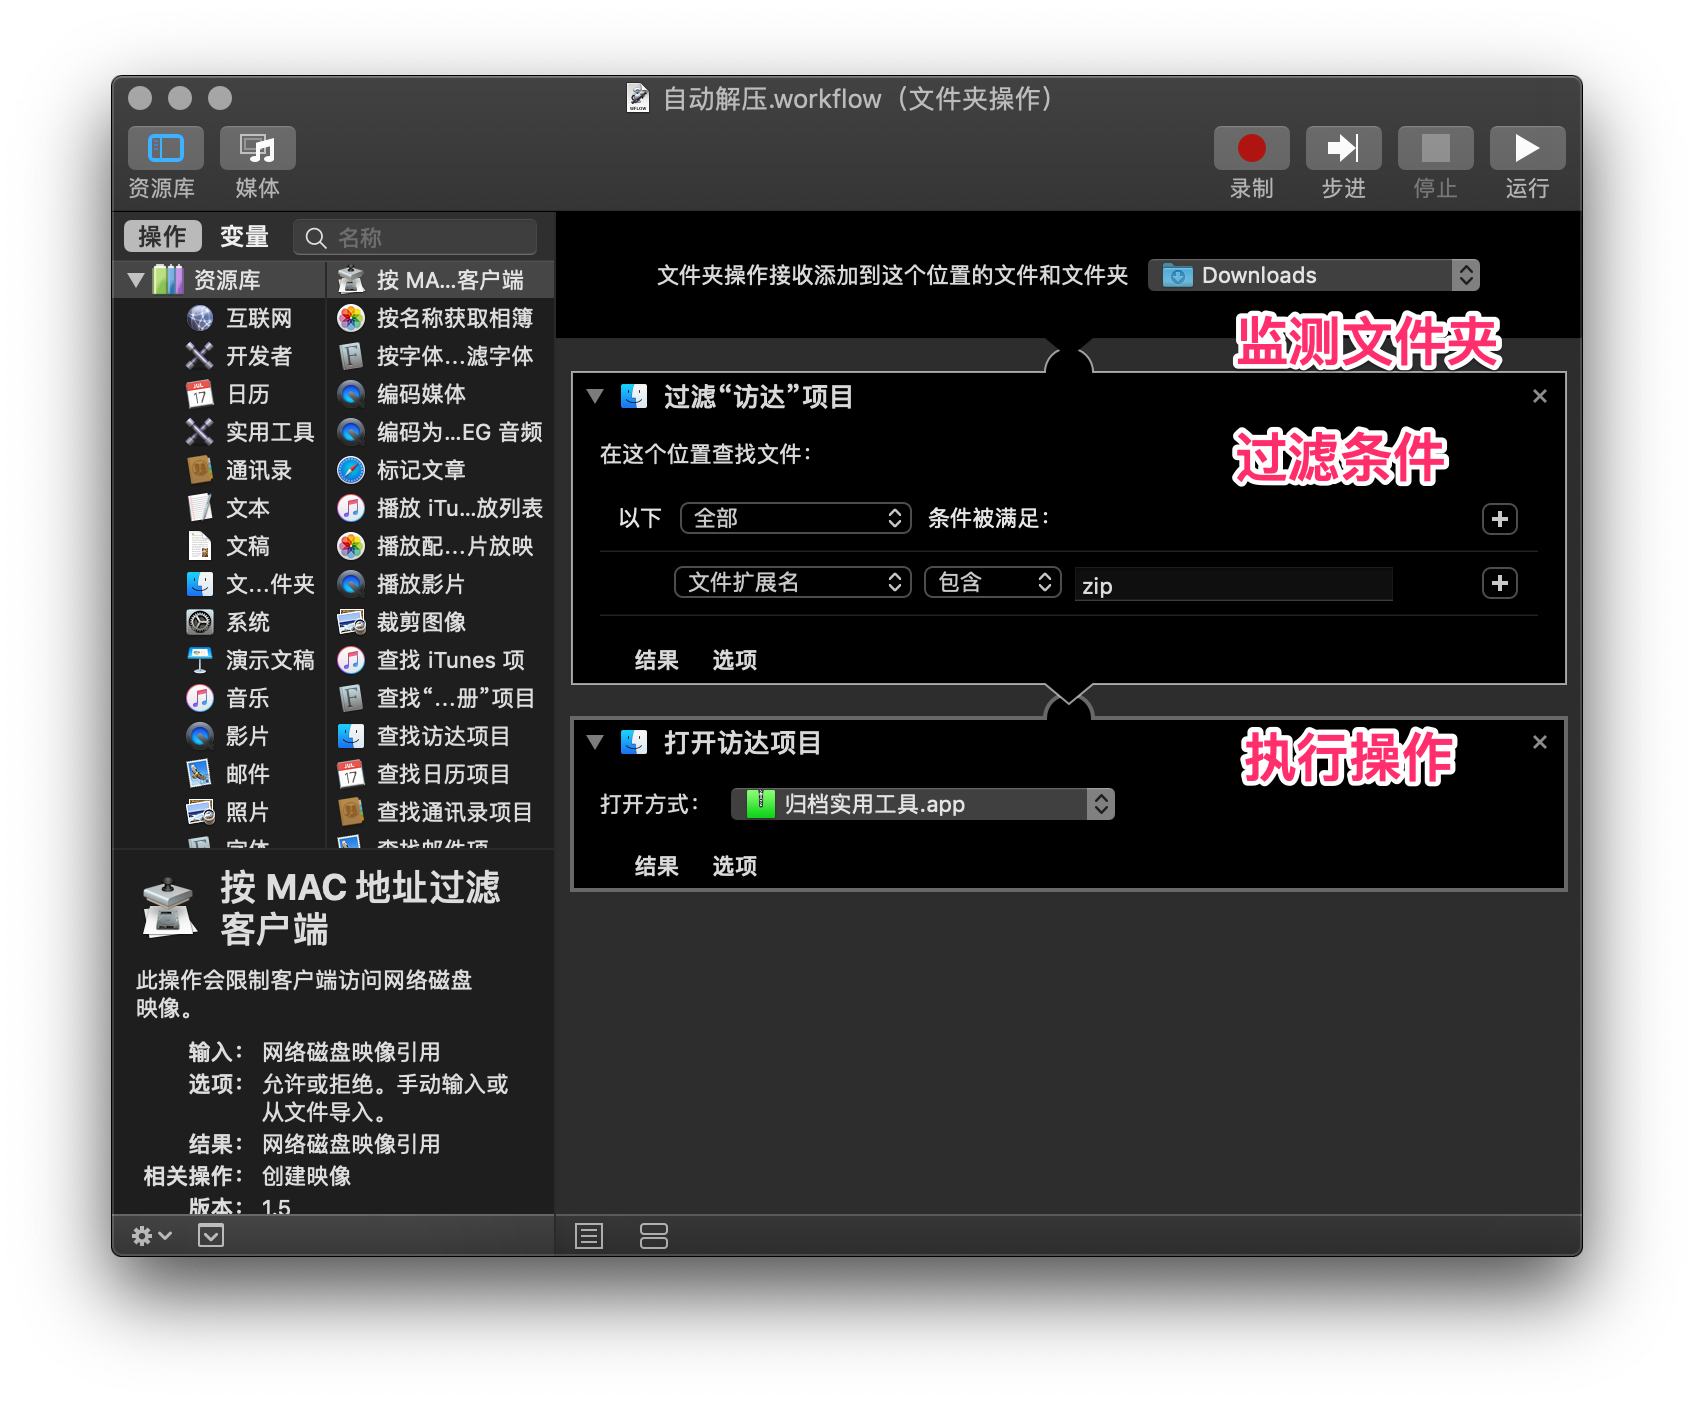 自动解压.workflow（文件夹操作）
资源库 媒体 录制 步进 停止 运行
操作 变量 名称
文件夹操作接收添加到这个位置的文件和文件夹 Downloads
监测文件夹
资源库
互联网
开发者
日历
实用工具
通讯录
文本
文稿
文…件夹
系统
演示文稿
音乐
影片
邮件
照片
字体
按 MA…客户端
按名称获取相簿
按字体…滤字体
编码媒体
编码为…EG 音频
标记文章
播放 iTu…放列表
播放配…片放映
播放影片
裁剪图像
查找 iTunes 项
查找“…册”项目
查找访达项目
查找日历项目
查找通讯录项目
查找邮件项
过滤“访达”项目
过滤条件
在这个位置查找文件：
以下 全部 条件被满足：
文件扩展名 包含 zip
结果 选项
打开访达项目
执行操作
打开方式： 归档实用工具.app
结果 选项
按 MAC 地址过滤
客户端
此操作会限制客户端访问网络磁盘
映像。
输入： 网络磁盘映像引用
选项： 允许或拒绝。手动输入或
从文件导入。
结果： 网络磁盘映像引用
相关操作： 创建映像
版本： 1.5